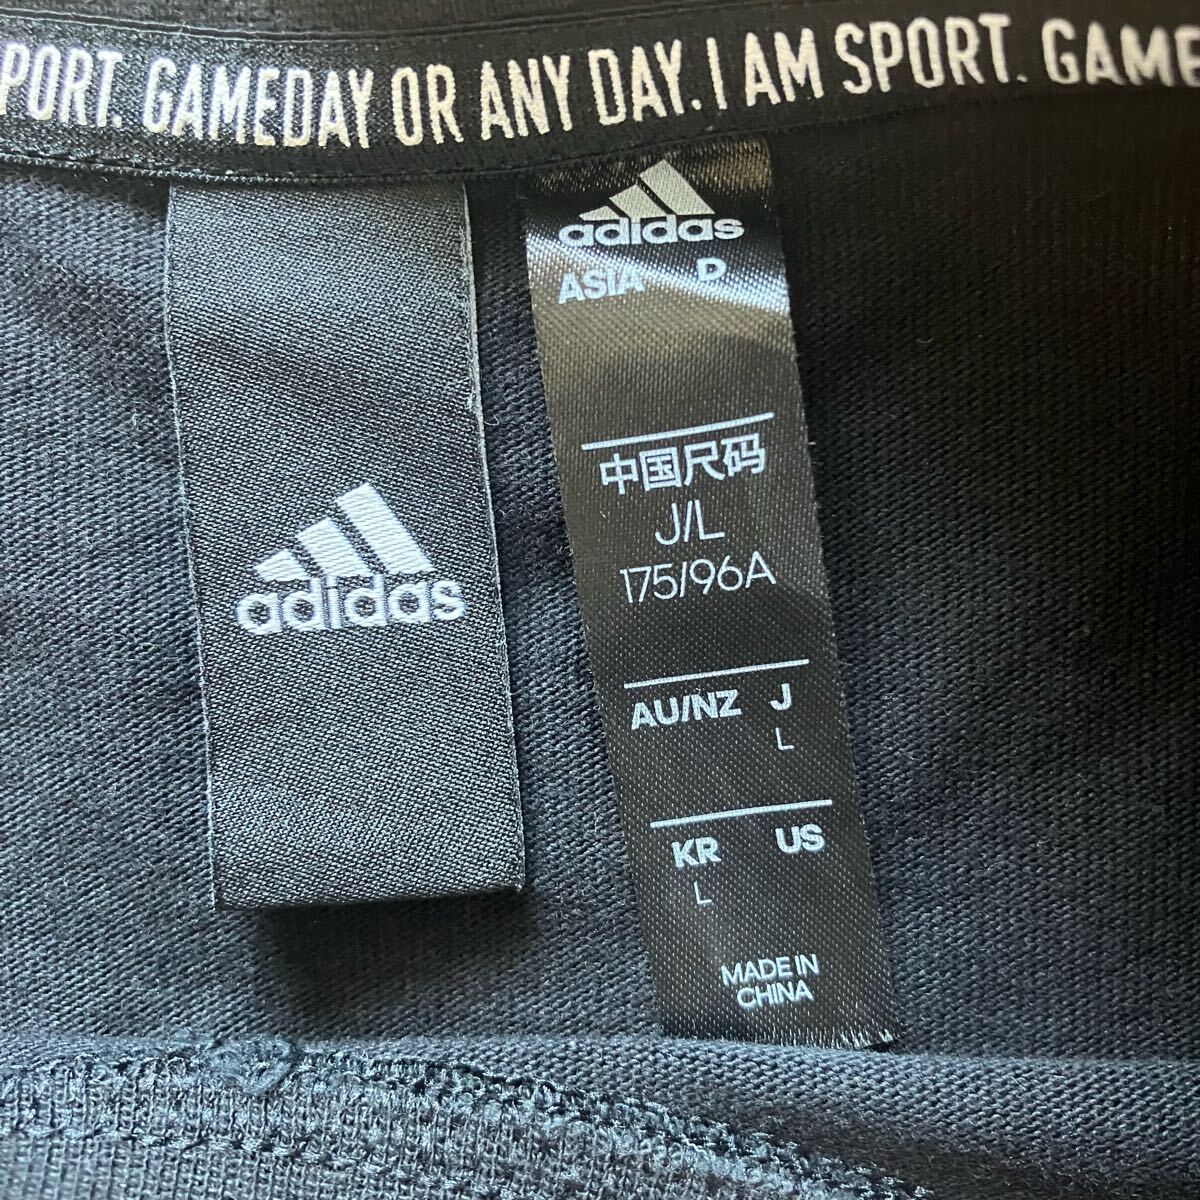 PORT. GAMEDAY OR ANY DAY. I AM SPORT. GAME
adidas
adidas
ASIA D
中国尺码
J/L
175/96A
AU/NZ J
L
KR US
L
MADE IN
CHINA